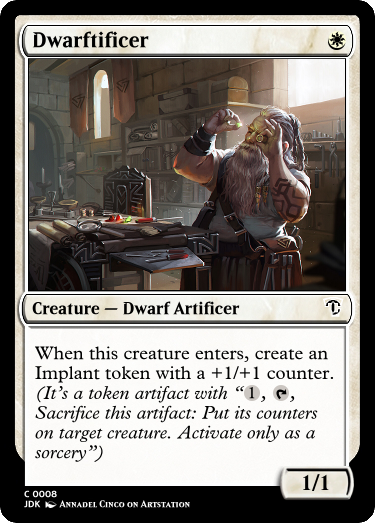 Dwarftificer
Creature — Dwarf Artificer
When this creature enters, create an
Implant token with a +1/+1 counter.
(It's a token artifact with “1, T,
Sacrifice this artifact: Put its counters
on target creature. Activate only as a
sorcery”)
1/1
C 0008
JDK Annadel Cinco on Artstation